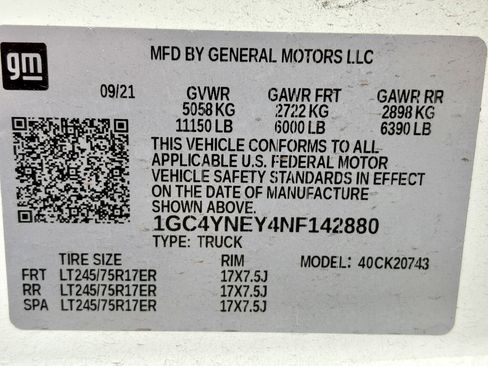 gm
MFD BY GENERAL MOTORS LLC
09/21 GVWR GAWR FRT GAWR RR
5058 KG 2722 KG 2898 KG
11150 LB 6000 LB 6390 LB
THIS VEHICLE CONFORMS TO ALL
APPLICABLE U.S. FEDERAL MOTOR
VEHICLE SAFETY STANDARDS IN EFFECT
ON THE DATE OF MANUFACTURE
SHOWN ABOVE.
1GC4YNEY4NF142880
TYPE: TRUCK
TIRE SIZE RIM MODEL: 40CK20743
FRT LT245/75R17ER 17X7.5J
RR LT245/75R17ER 17X7.5J
SPA LT245/75R17ER 17X7.5J